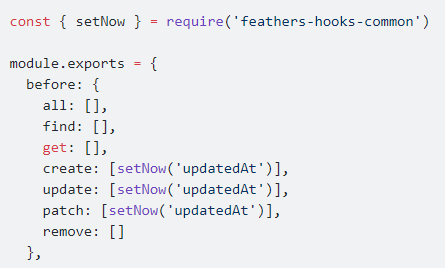 const { setNow } = require('feathers-hooks-common')

module.exports = {
  before: {
    all: [],
    find: [],
    get: [],
    create: [setNow('updatedAt')],
    update: [setNow('updatedAt')],
    patch: [setNow('updatedAt')],
    remove: []
  },